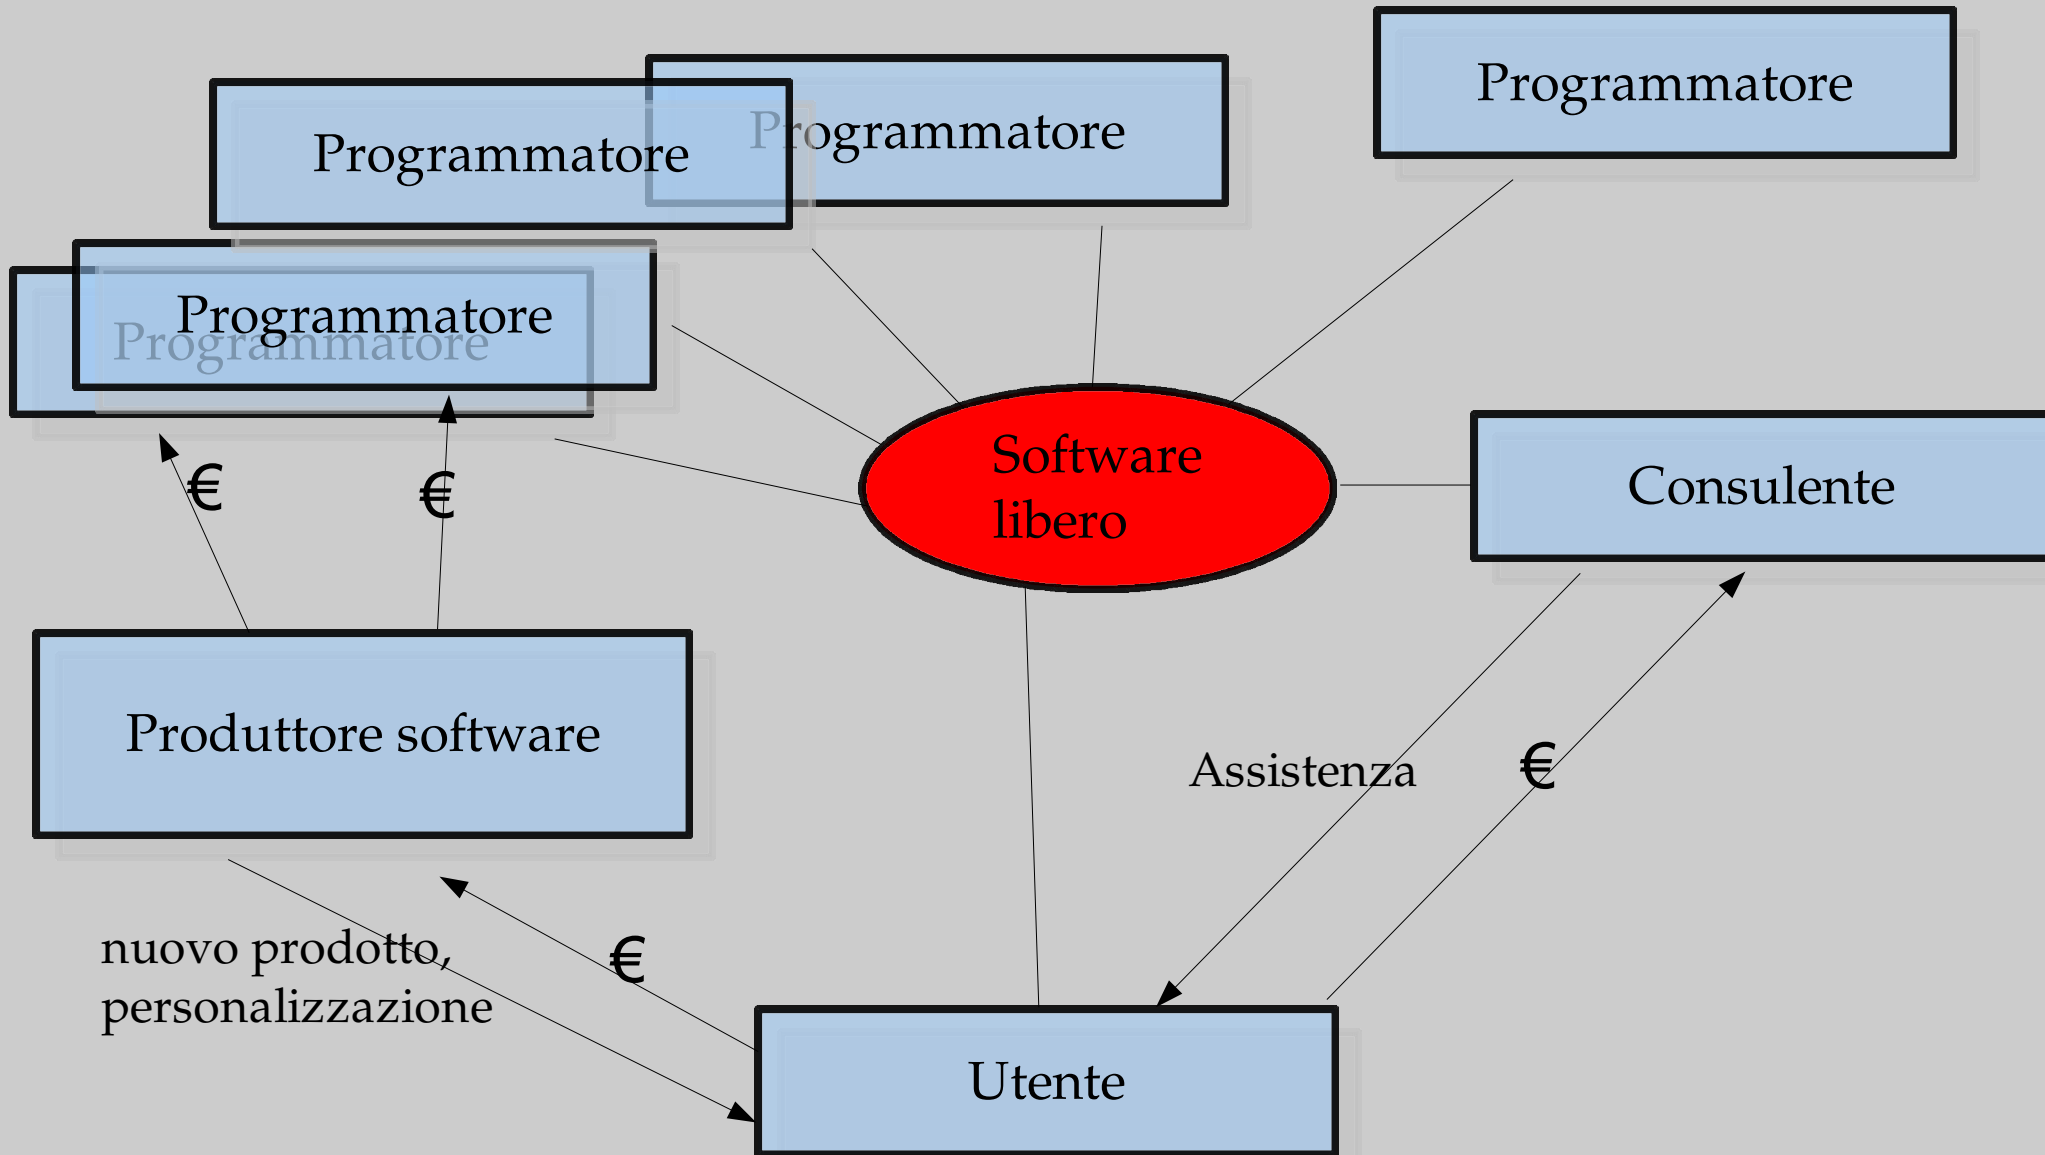 Programmatore
Programmatore
Programmatore
Programmatore
Programmatore
Software
libero
€
€
Consulente
Produttore software
Assistenza
€
nuovo prodotto,
personalizzazione
€
Utente